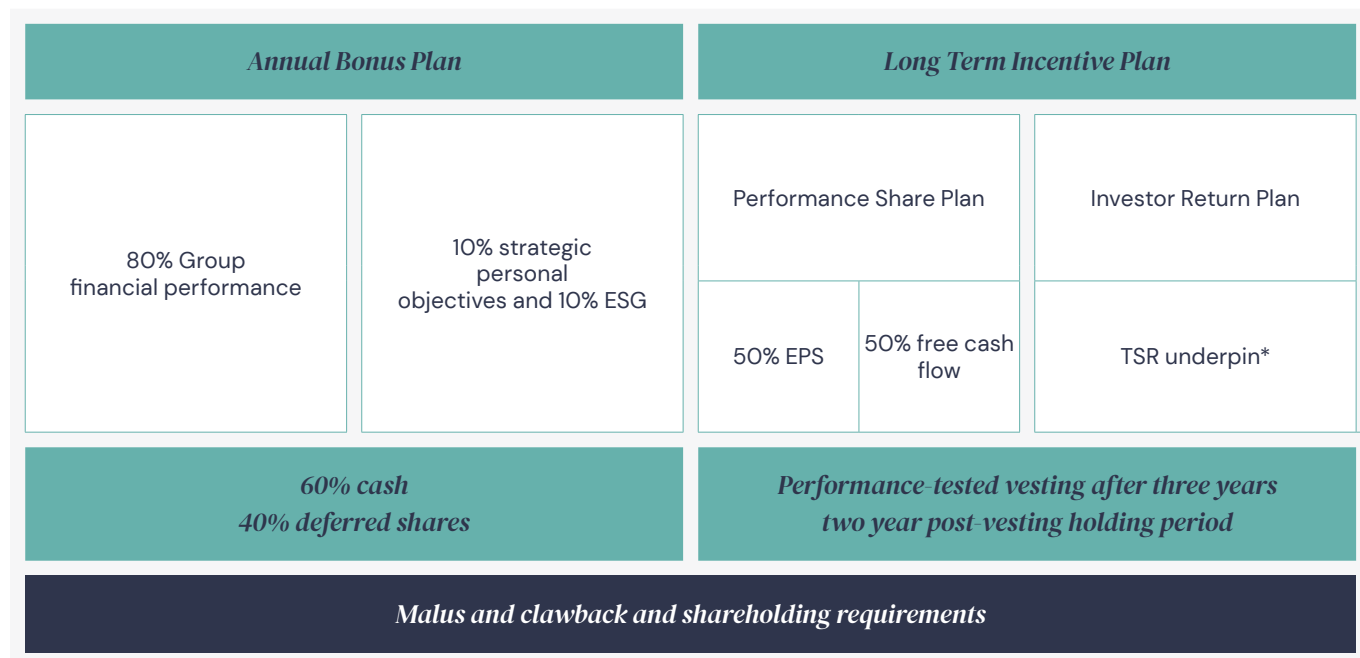 Annual Bonus Plan
Long Term Incentive Plan
80% Group
financial performance
10% strategic
personal
objectives and 10% ESG
Performance Share Plan
Investor Return Plan
50% EPS
50% free cash
flow
TSR underpin*
60% cash
40% deferred shares
Performance-tested vesting after three years
two year post-vesting holding period
Malus and clawback and shareholding requirements